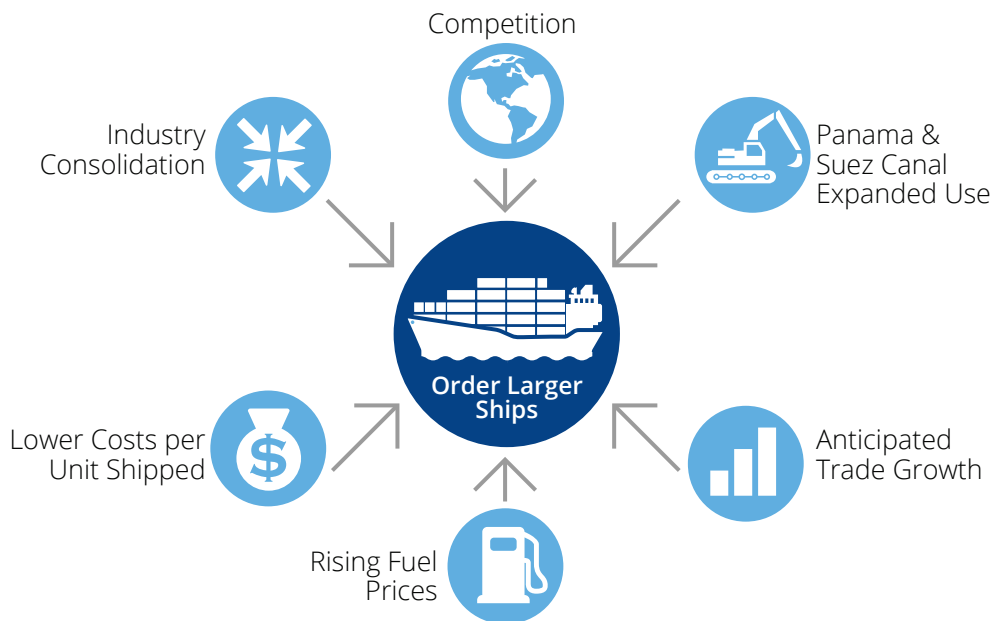 Competition
Industry
Consolidation
Panama &
Suez Canal
Expanded Use
Order Larger
Ships
Lower Costs per
Unit Shipped
$
Anticipated
Trade Growth
Rising Fuel
Prices